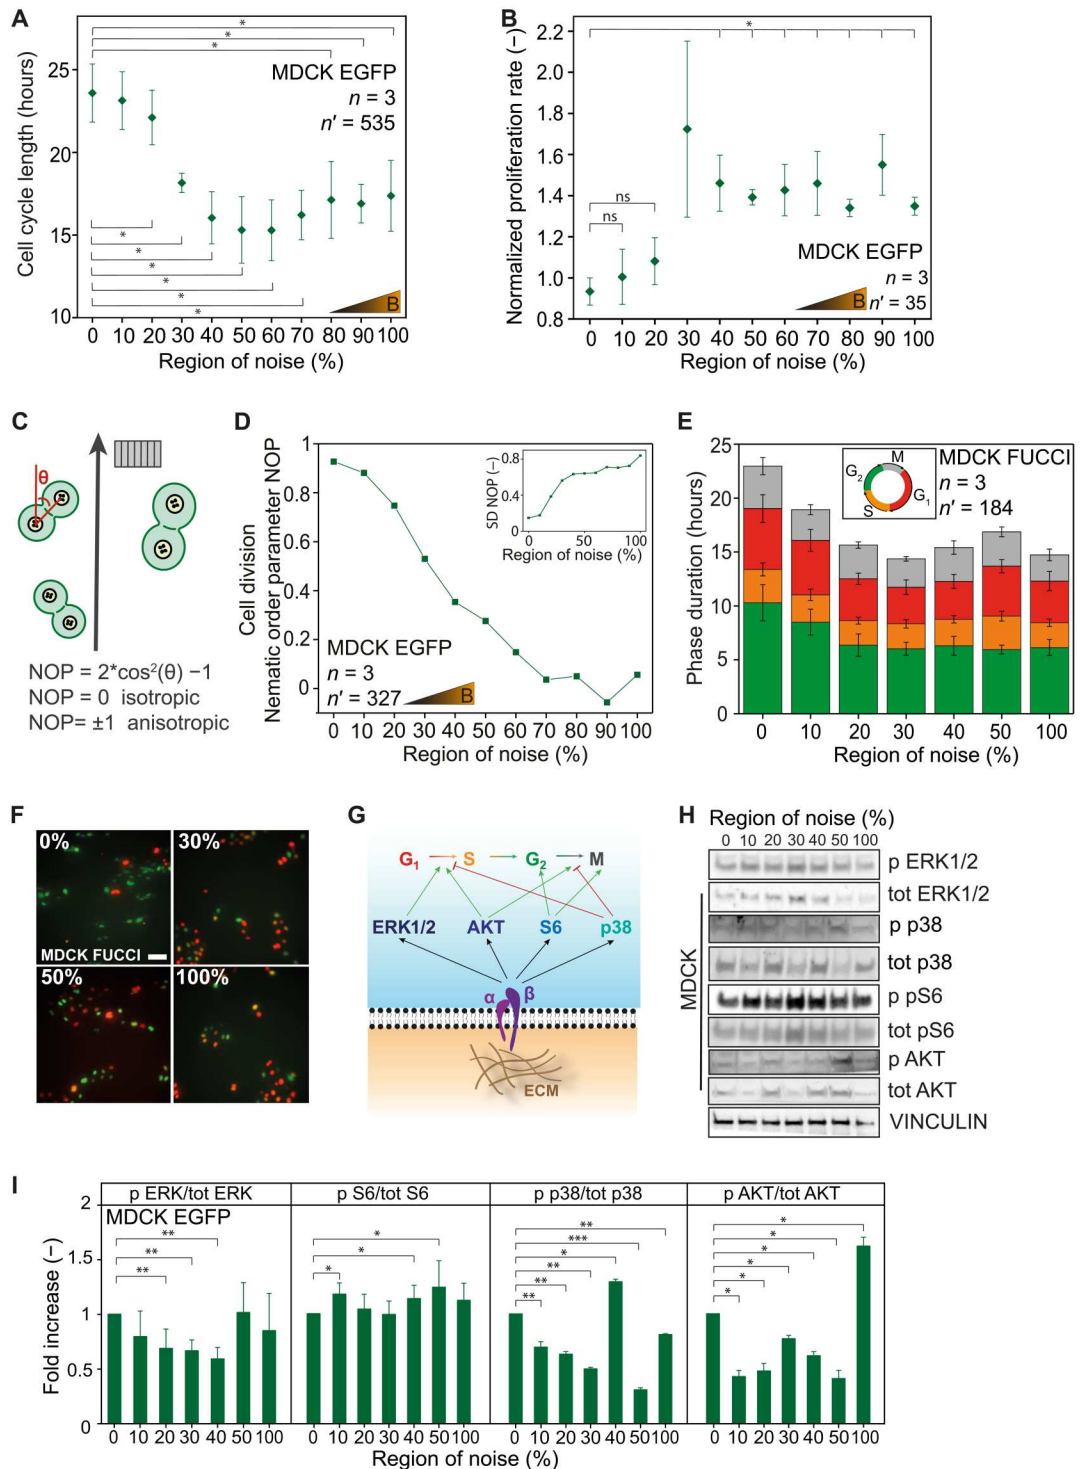 A
*
*
*
Cell cycle length (hours)
25
20
15
10
MDCK EGFP
n = 3
n′ = 535
*
*
*
*
*
*
B
0 10 20 30 40 50 60 70 80 90 100
Region of noise (%)
B
*
Normalized proliferation rate (−)
2.2
2.0
1.8
1.6
1.4
1.2
1.0
0.8
ns
ns
MDCK EGFP
n = 3
n′ = 35
B
0 10 20 30 40 50 60 70 80 90 100
Region of noise (%)
C
θ
NOP = 2*cos²(θ) −1
NOP = 0 isotropic
NOP= ±1 anisotropic
D
Cell division
Nematic order parameter NOP
1
0.8
0.6
0.4
0.2
0
SD NOP (−)
0.8
0.4
0
0 50 100
Region of noise (%)
MDCK EGFP
n = 3
n′ = 327
B
0 10 20 30 40 50 60 70 80 90 100
Region of noise (%)
E
Phase duration (hours)
25
20
15
10
5
0
M
G2
G1
S
MDCK FUCCI
n = 3
n′ = 184
0 10 20 30 40 50 100
Region of noise (%)
F
0%
30%
MDCK FUCCI
50%
100%
G
G1 S G2 M
ERK1/2 AKT S6 p38
α β
ECM
H
Region of noise (%)
0 10 20 30 40 50 100
MDCK
p ERK1/2
tot ERK1/2
p p38
tot p38
p pS6
tot pS6
p AKT
tot AKT
VINCULIN
I
Fold increase (−)
2
1.5
1
0.5
0
p ERK/tot ERK
p S6/tot S6
p p38/tot p38
p AKT/tot AKT
MDCK EGFP
**
**
**
*
*
*
**
***
*
**
**
**
*
*
*
*
*
*
0 10 20 30 40 50 100
0 10 20 30 40 50 100
0 10 20 30 40 50 100
0 10 20 30 40 50 100
Region of noise (%)